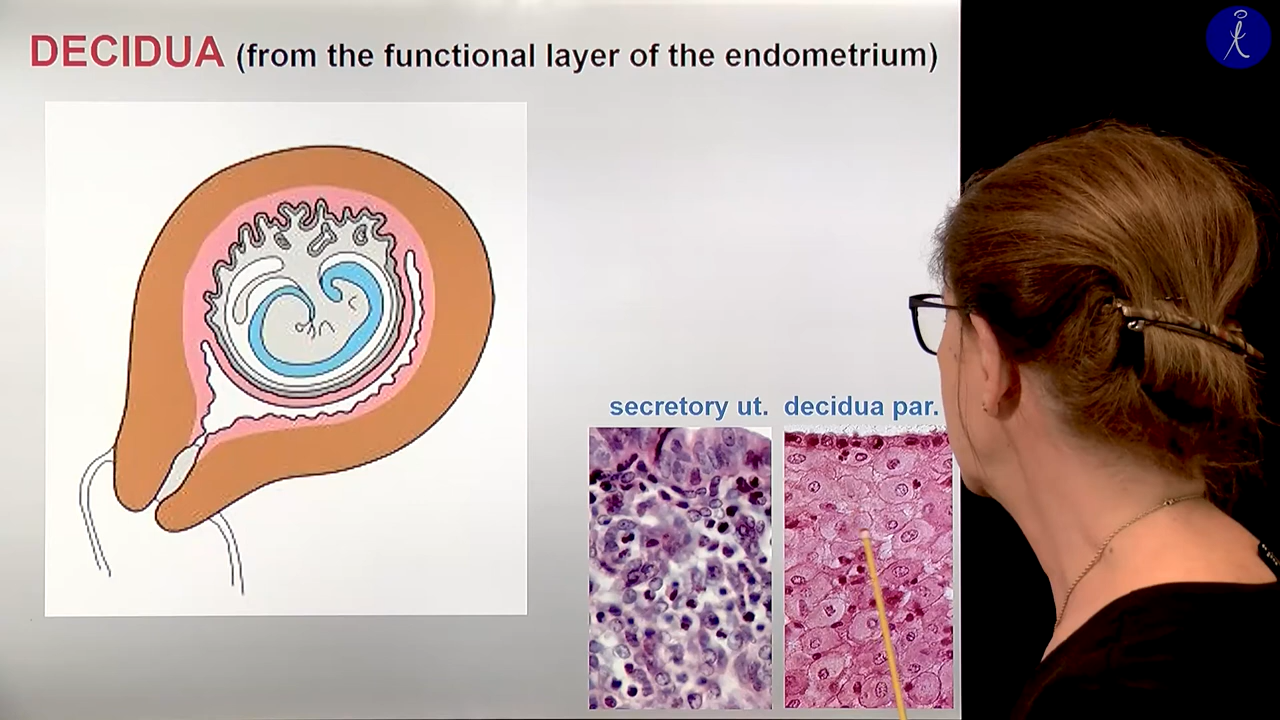 DECIDUA (from the functional layer of the endometrium)
secretory ut. decidua par.